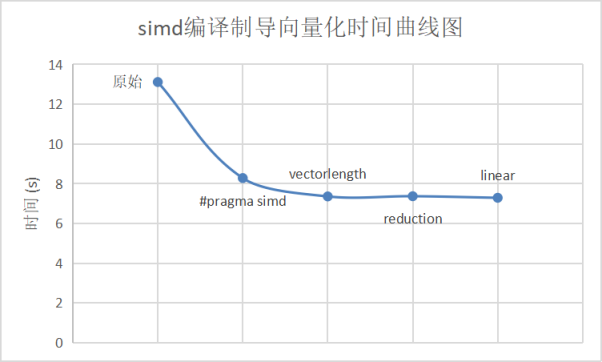 simd编译制导向量化时间曲线图
14
12
10
8
6
4
2
0
时间 (s)
原始
#pragma simd
vectorlength
reduction
linear